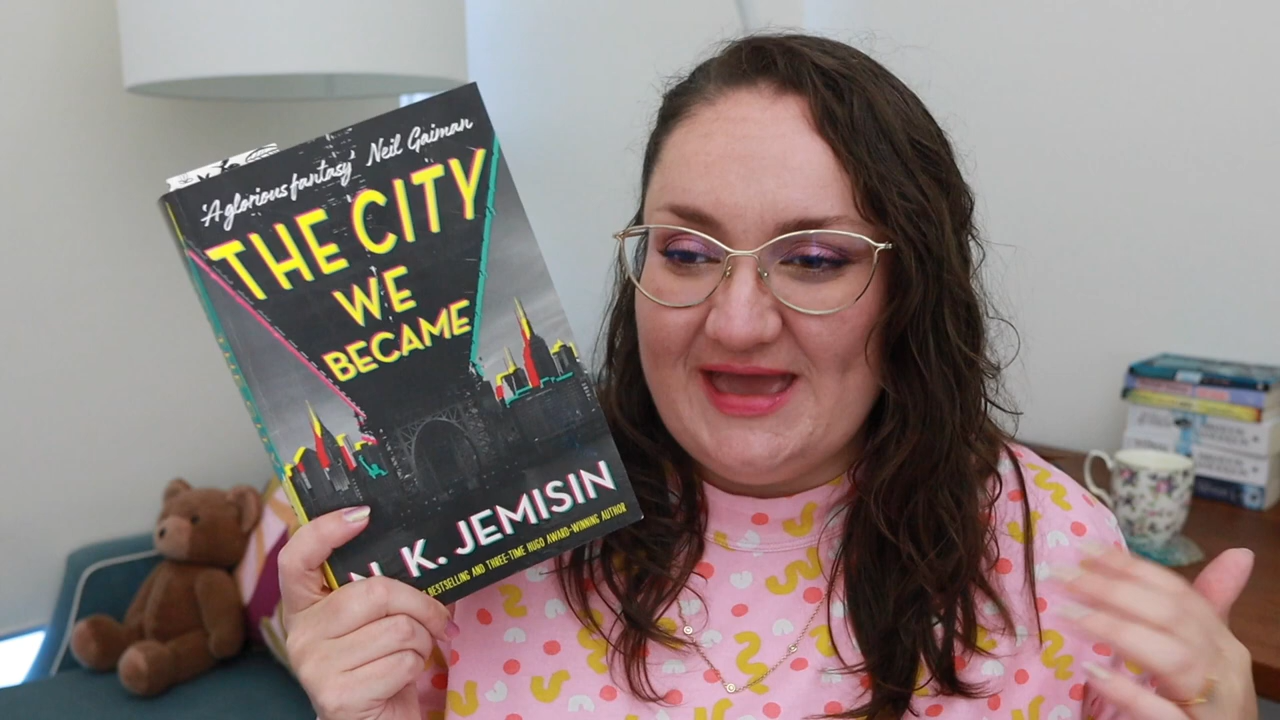 'A glorious fantasy' Neil Gaiman
THE CITY
WE
BECAME
N. K. JEMISIN
BESTSELLING AND THREE-TIME HUGO AWARD-WINNING AUTHOR